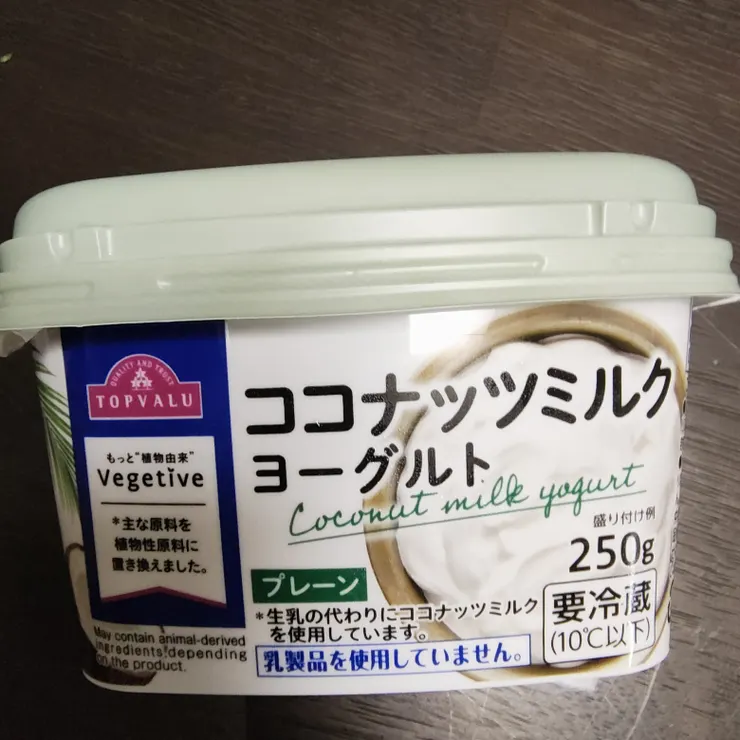 QUALITY AND TRUST
TOPVALU
もっと"植物由来"
Vegetive
*主な原料を
植物性原料に
置き換えました。
May contain animal-derived
ingredients!depending
on the product.
ココナッツミルク
ヨーグルト
Coconut milk yogurt
盛り付け例
250g
プレーン
*生乳の代わりにココナッツミルク
を使用しています。
乳製品を使用していません。
要冷蔵
(10℃以下)